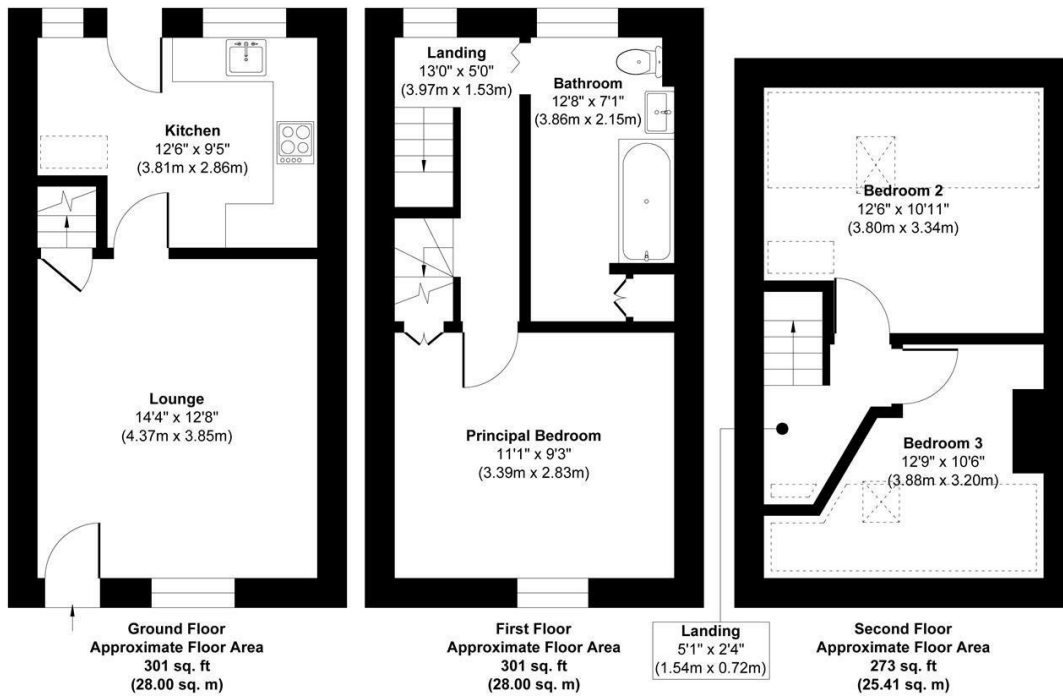 Kitchen
12'6" x 9'5"
(3.81m x 2.86m)
Lounge
14'4" x 12'8"
(4.37m x 3.85m)
Ground Floor
Approximate Floor Area
301 sq. ft
(28.00 sq. m)
Landing
13'0" x 5'0"
(3.97m x 1.53m)
Bathroom
12'8" x 7'1"
(3.86m x 2.15m)
Principal Bedroom
11'1" x 9'3"
(3.39m x 2.83m)
First Floor
Approximate Floor Area
301 sq. ft
(28.00 sq. m)
Bedroom 2
12'6" x 10'11"
(3.80m x 3.34m)
Bedroom 3
12'9" x 10'6"
(3.88m x 3.20m)
Landing
5'1" x 2'4"
(1.54m x 0.72m)
Second Floor
Approximate Floor Area
273 sq. ft
(25.41 sq. m)